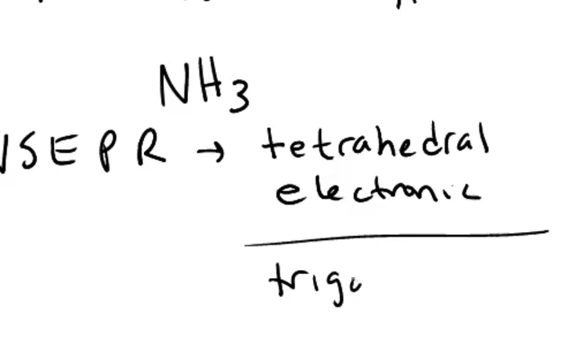 NH3
VSEPR → tetrahedral
electronic
trigo